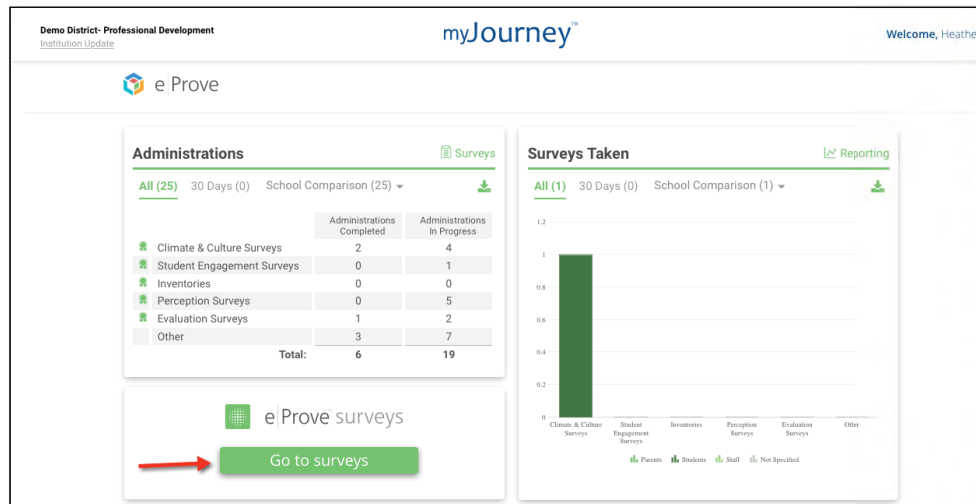 Demo District- Professional Development
Institution Update
myJourney™
Welcome, Heathe
e|Prove
Administrations
Surveys
All (25) 30 Days (0) School Comparison (25)
Administrations Completed
Administrations In Progress
Climate & Culture Surveys 2 4
Student Engagement Surveys 0 1
Inventories 0 0
Perception Surveys 0 5
Evaluation Surveys 1 2
Other 3 7
Total: 6 19
e|Prove™ surveys
Go to surveys
Surveys Taken
Reporting
All (1) 30 Days (0) School Comparison (1)
1.2
1
0.8
0.6
0.4
0.2
0
Climate & Culture Surveys
Student Engagement Surveys
Inventories
Perception Surveys
Evaluation Surveys
Other
Parents Students Staff Not Specified